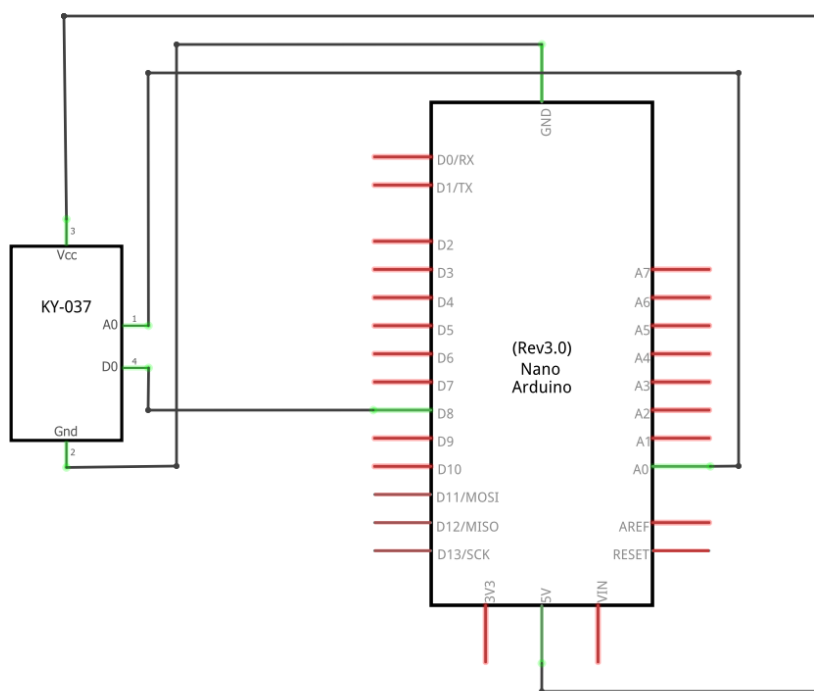 GND
D0/RX
D1/TX
D2
D3
D4
D5
D6
D7
D8
D9
D10
D11/MOSI
D12/MISO
D13/SCK
A7
A6
A5
A4
A3
A2
A1
A0
AREF
RESET
(Rev3.0)
Nano
Arduino
3V3
5V
VIN
3
Vcc
KY-037
A0
1
D0
4
Gnd
2